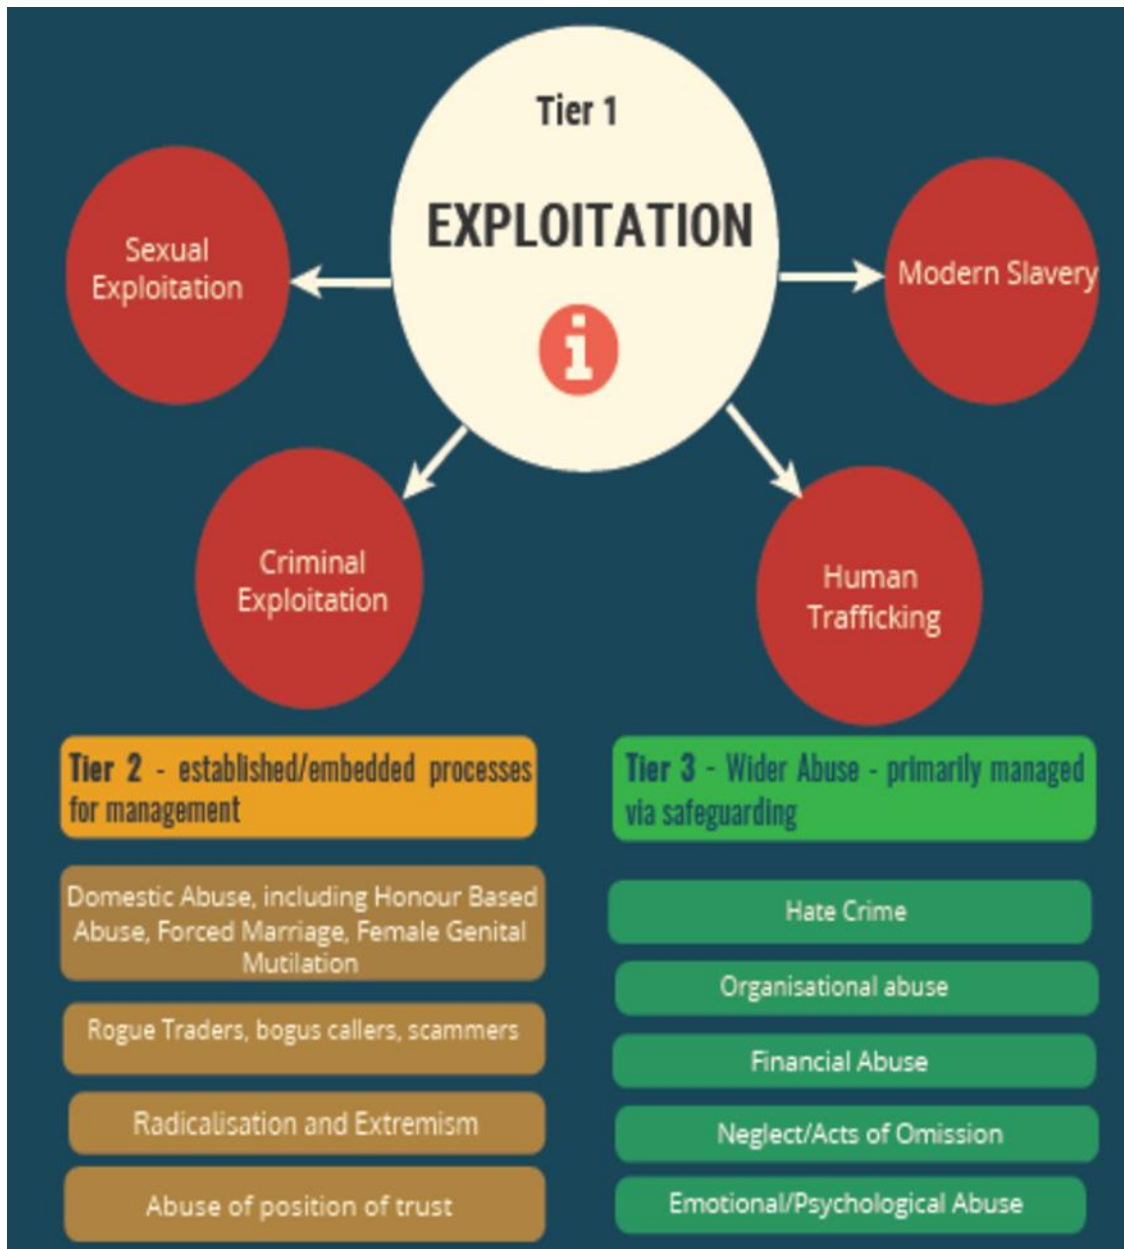 Tier 1
EXPLOITATION
i
Sexual
Exploitation
Modern Slavery
Criminal
Exploitation
Human
Trafficking
Tier 2 - established/embedded processes
for management
Domestic Abuse, including Honour Based
Abuse, Forced Marriage, Female Genital
Mutilation
Rogue Traders, bogus callers, scammers
Radicalisation and Extremism
Abuse of position of trust
Tier 3 - Wider Abuse - primarily managed
via safeguarding
Hate Crime
Organisational abuse
Financial Abuse
Neglect/Acts of Omission
Emotional/Psychological Abuse